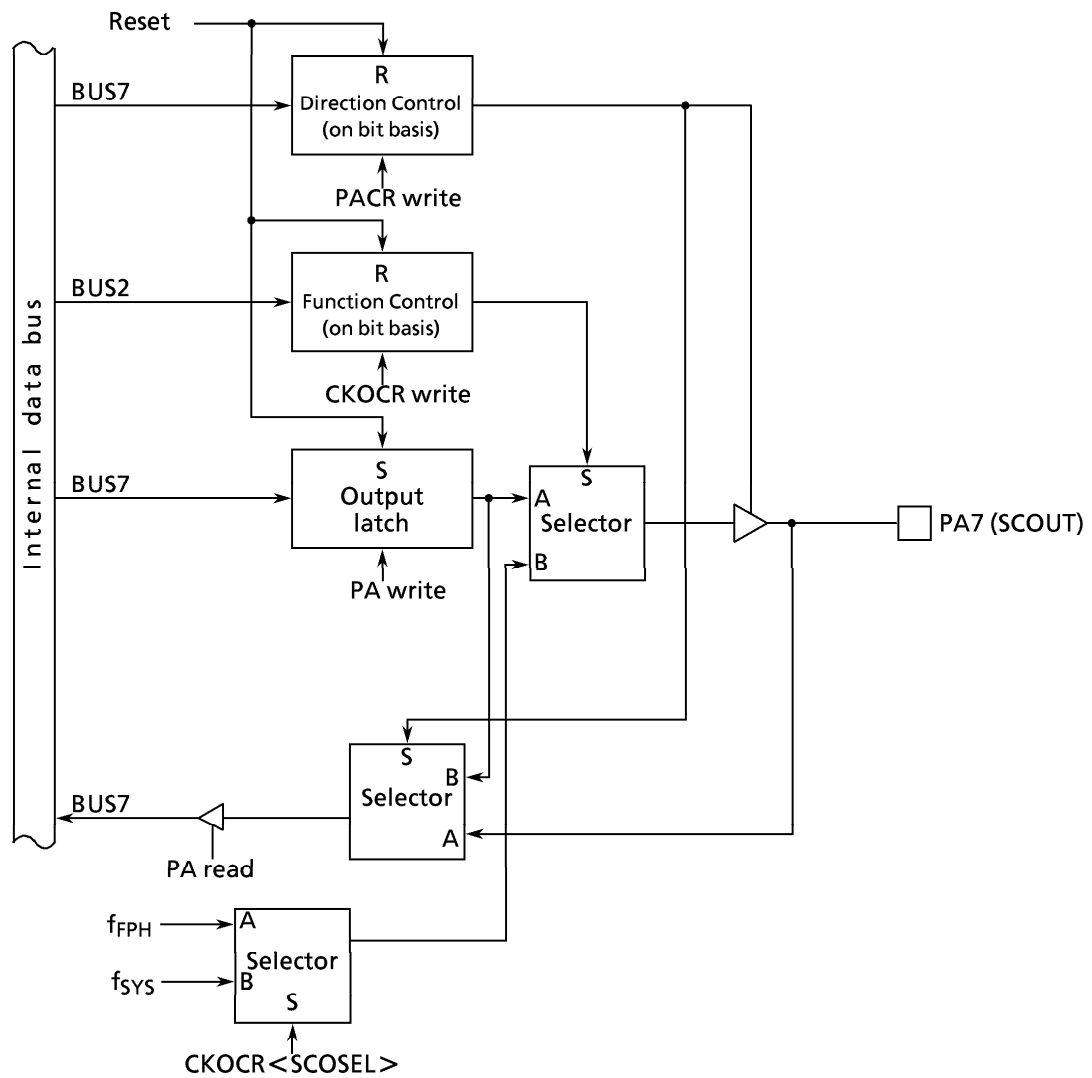 Reset
Internal data bus
BUS7
R
Direction Control
(on bit basis)
PACR write
BUS2
R
Function Control
(on bit basis)
CKOCR write
BUS7
S
Output
latch
PA write
S
A
Selector
B
PA7 (SCOUT)
S
B
Selector
A
BUS7
PA read
fFPH
A
Selector
fSYS
B
S
CKOCR<SCOSEL>